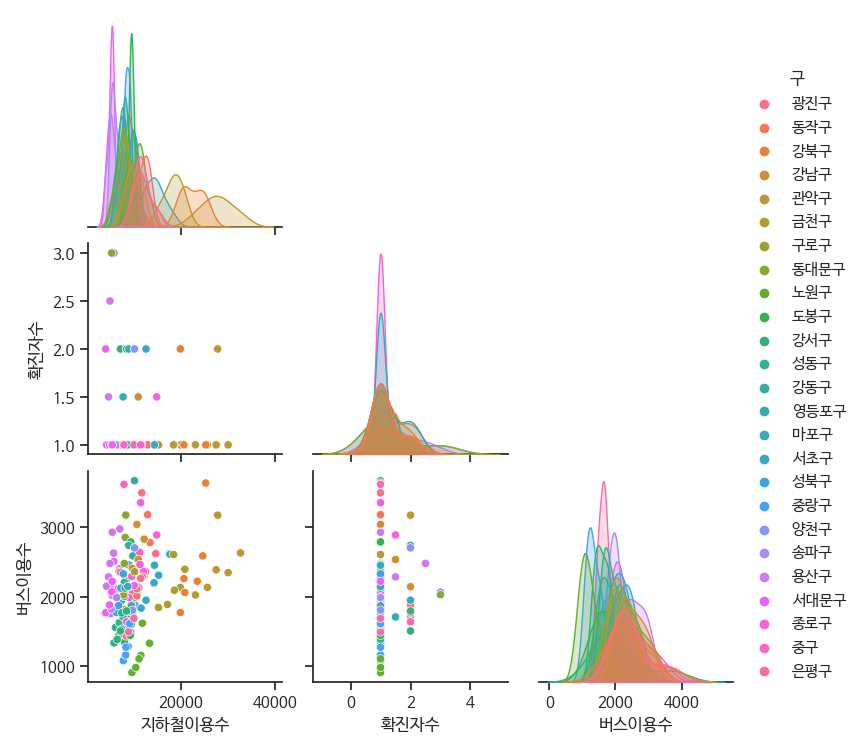 구
광진구
동작구
강북구
강남구
관악구
금천구
구로구
동대문구
노원구
도봉구
강서구
성동구
강동구
영등포구
마포구
서초구
성북구
중랑구
양천구
송파구
용산구
서대문구
종로구
중구
은평구
3.0
2.5
2.0
1.5
1.0
확진자수
3000
2000
1000
버스이용수
20000 40000
지하철이용수
0 2 4
확진자수
0 2000 4000
버스이용수